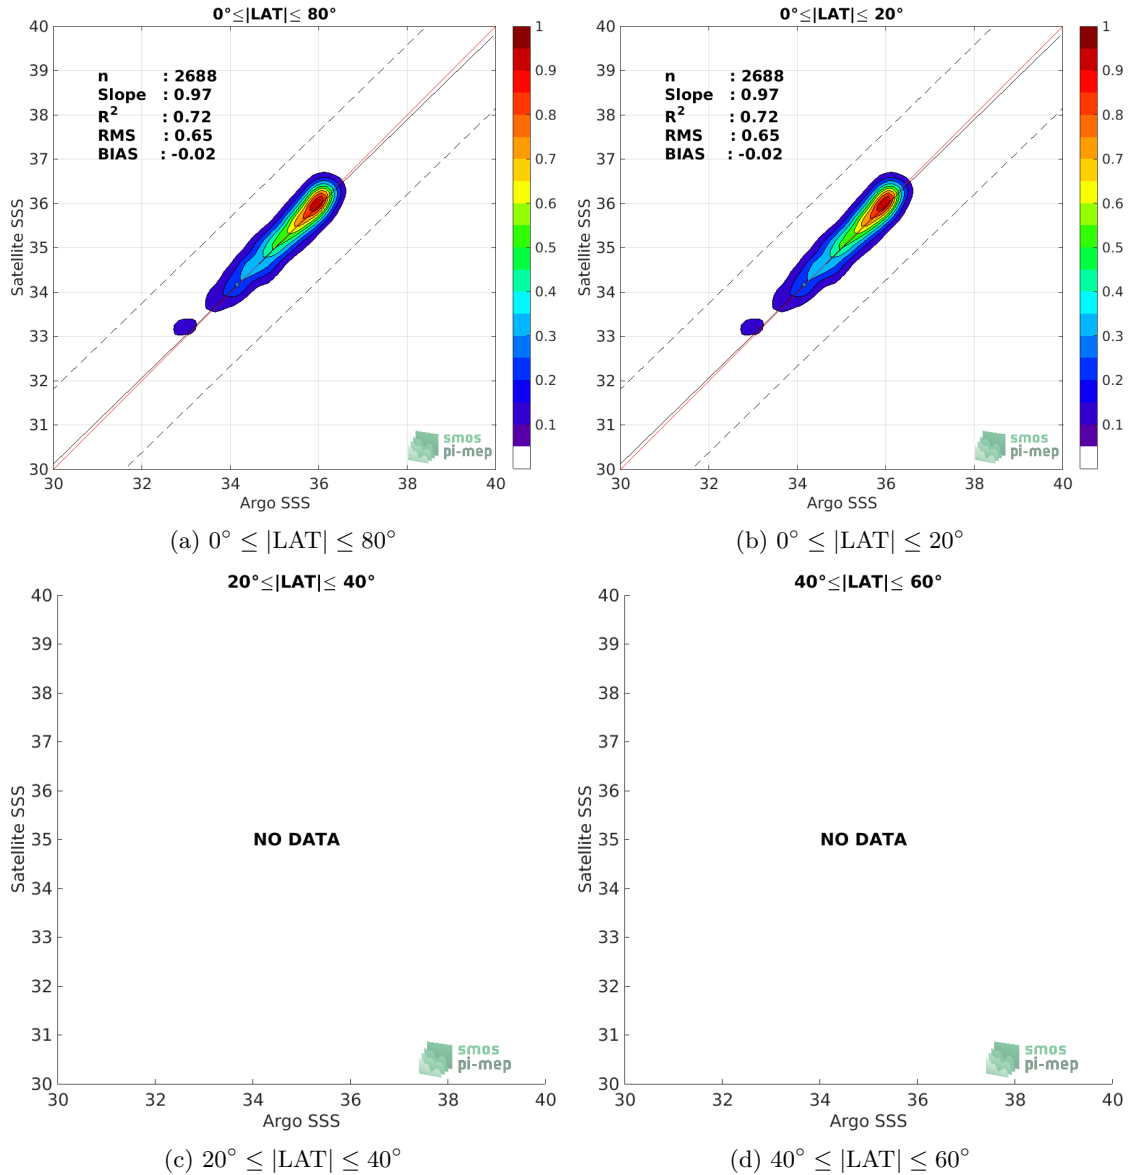 0°≤|LAT|≤ 80°
40
39
38
37
36
35
34
33
32
31
30
Satellite SSS
n : 2688
Slope : 0.97
R² : 0.72
RMS : 0.65
BIAS : -0.02
smos
pi-mep
30 32 34 36 38 40
Argo SSS
1
0.9
0.8
0.7
0.6
0.5
0.4
0.3
0.2
0.1
(a) 0° ≤ |LAT| ≤ 80°
0°≤|LAT|≤ 20°
40
39
38
37
36
35
34
33
32
31
30
Satellite SSS
n : 2688
Slope : 0.97
R² : 0.72
RMS : 0.65
BIAS : -0.02
smos
pi-mep
30 32 34 36 38 40
Argo SSS
1
0.9
0.8
0.7
0.6
0.5
0.4
0.3
0.2
0.1
(b) 0° ≤ |LAT| ≤ 20°
20°≤|LAT|≤ 40°
40
39
38
37
36
35
34
33
32
31
30
Satellite SSS
NO DATA
smos
pi-mep
30 32 34 36 38 40
Argo SSS
(c) 20° ≤ |LAT| ≤ 40°
40°≤|LAT|≤ 60°
40
39
38
37
36
35
34
33
32
31
30
Satellite SSS
NO DATA
smos
pi-mep
30 32 34 36 38 40
Argo SSS
(d) 40° ≤ |LAT| ≤ 60°